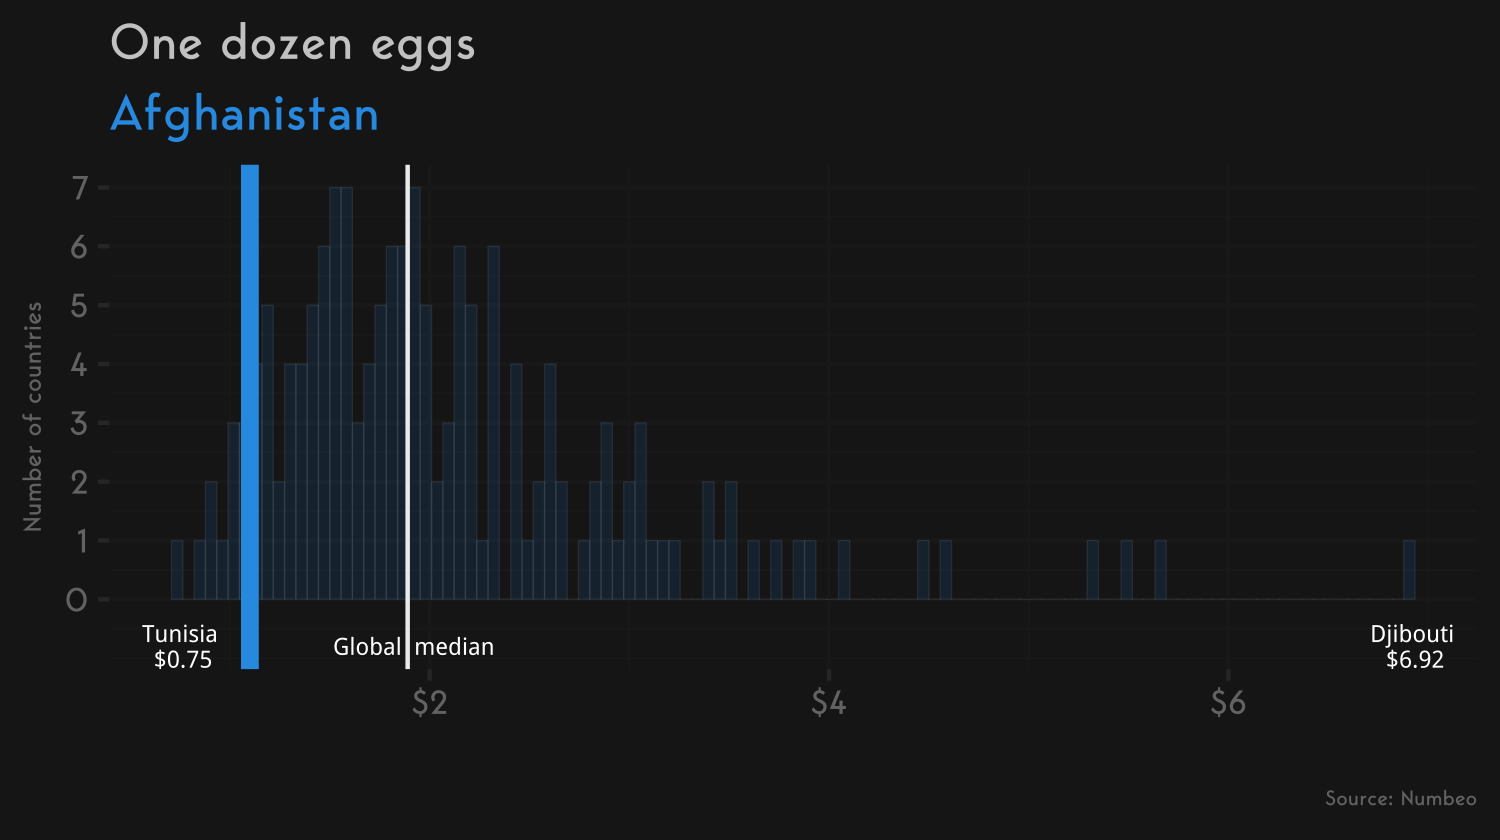 One dozen eggs
Afghanistan
Number of countries
7
6
5
4
3
2
1
0
Tunisia
$0.75
Global median
Djibouti
$6.92
$2
$4
$6
Source: Numbeo